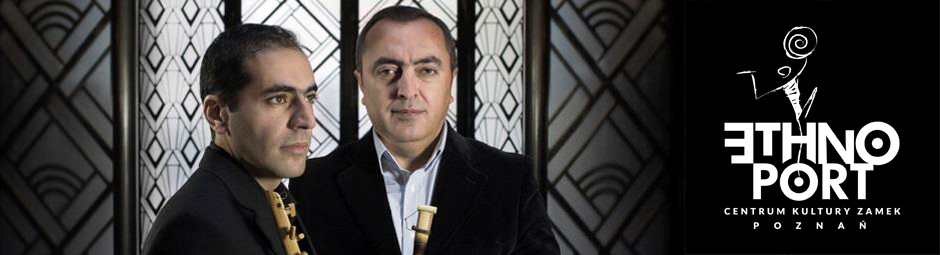 ETHNO
PORT
CENTRUM KULTURY ZAMEK
POZNAŃ